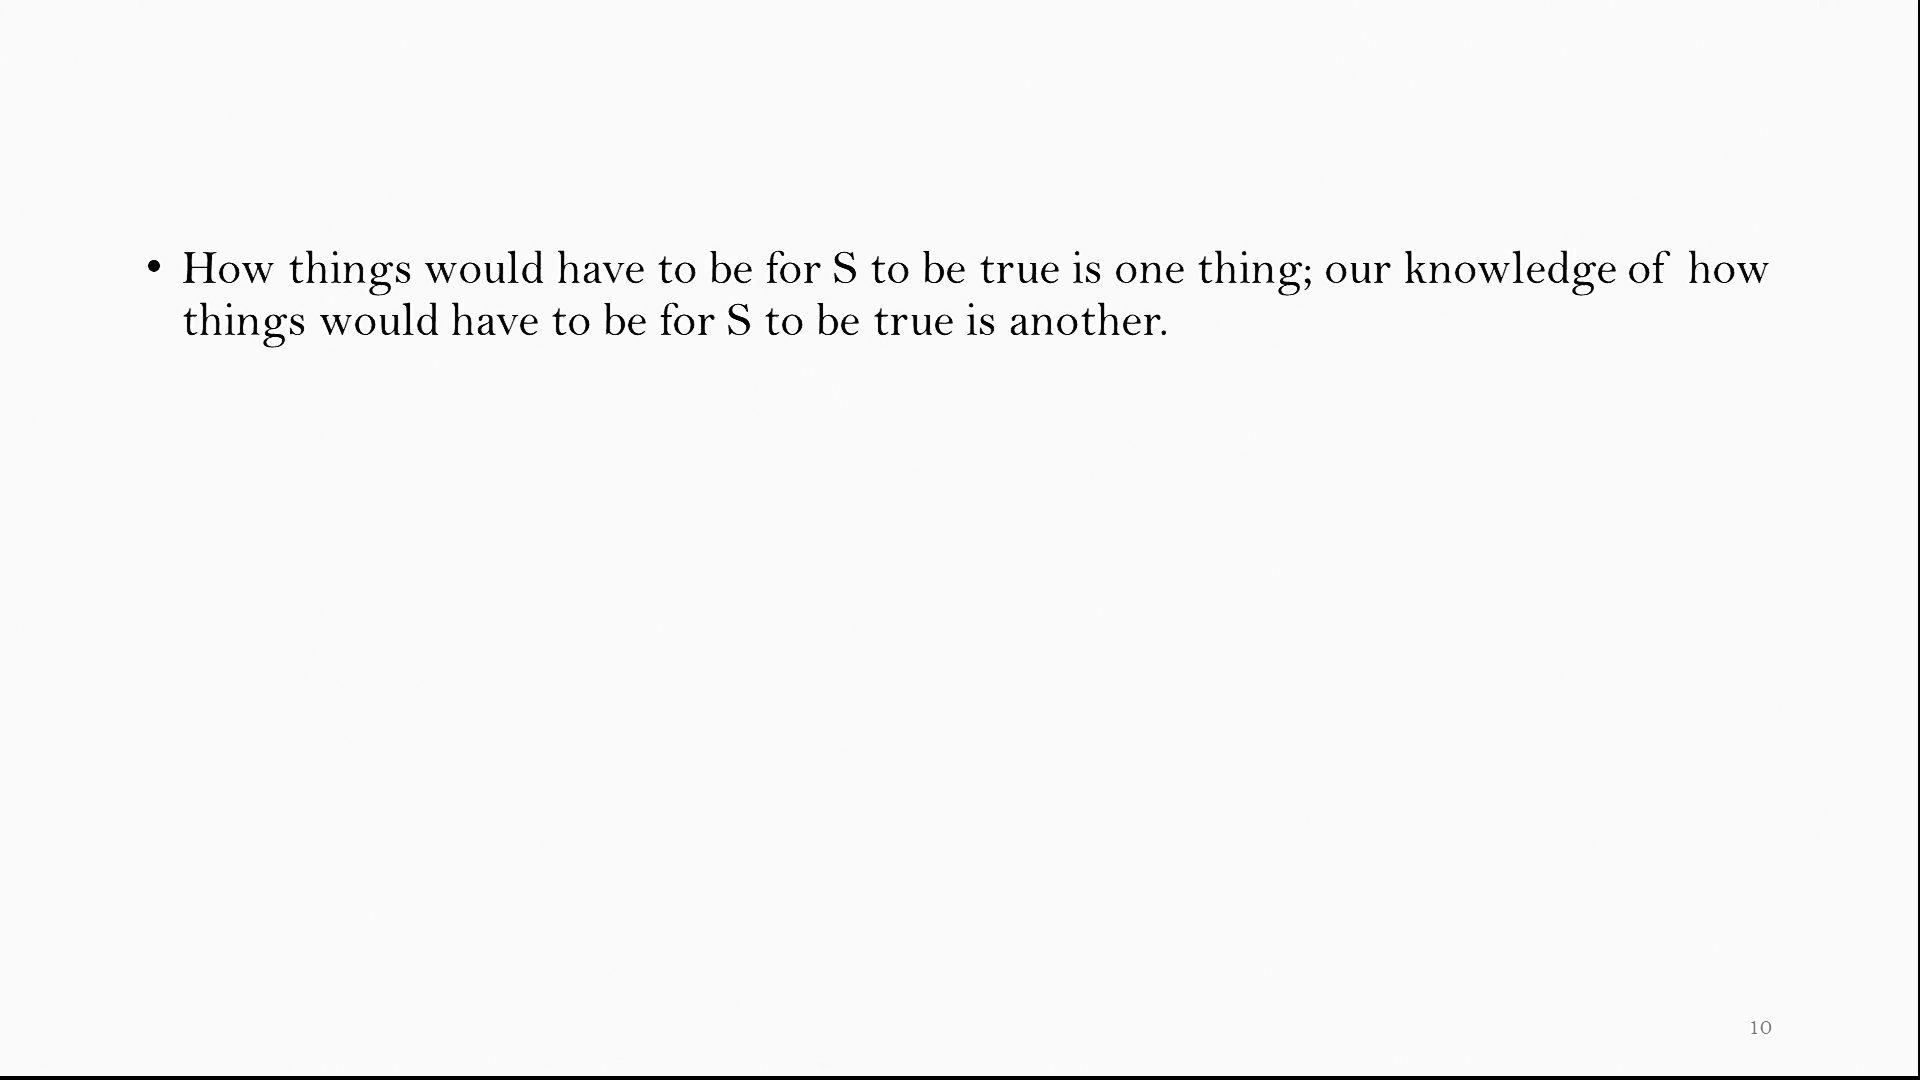 • How things would have to be for S to be true is one thing; our knowledge of how
things would have to be for S to be true is another.
10